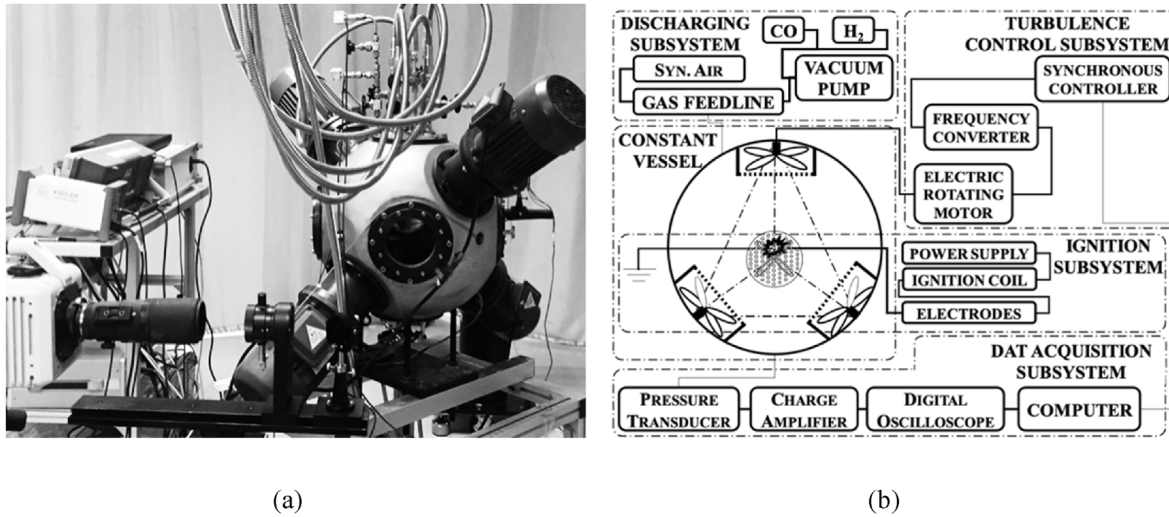 DISCHARGING
SUBSYSTEM
CO
H2
SYN. AIR
VACUUM
PUMP
GAS FEEDLINE
TURBULENCE
CONTROL SUBSYSTEM
SYNCHRONOUS
CONTROLLER
FREQUENCY
CONVERTER
ELECTRIC
ROTATING
MOTOR
CONSTANT
VESSEL
IGNITION
SUBSYSTEM
POWER SUPPLY
IGNITION COIL
ELECTRODES
DAT ACQUISITION
SUBSYSTEM
PRESSURE
TRANSDUCER
CHARGE
AMPLIFIER
DIGITAL
OSCILLOSCOPE
COMPUTER
(a)
(b)